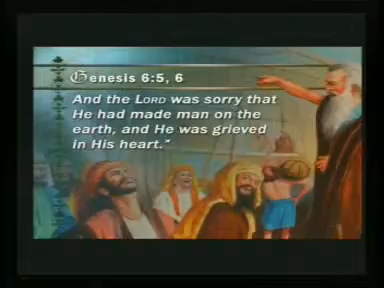 Genesis 6:5, 6
And the LORD was sorry that
He had made man on the
earth, and He was grieved
in His heart."